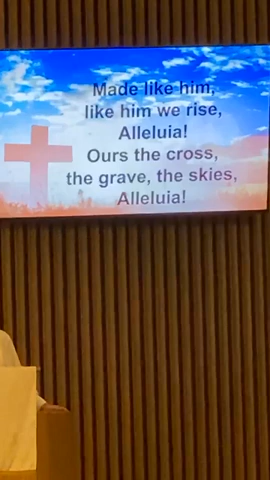 Made like him,
like him we rise,
Alleluia!
Ours the cross,
the grave, the skies,
Alleluia!